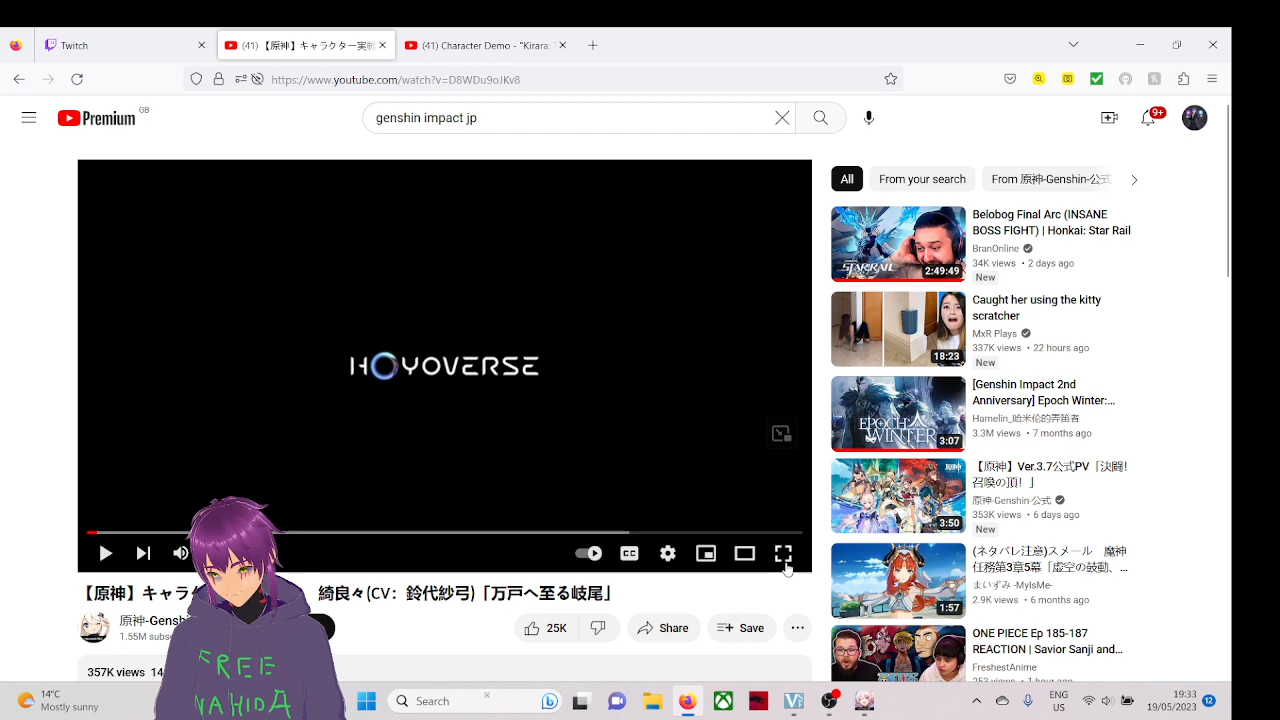 Twitch
(41) 【原神】キャラクター実戦
(41) Character Demo - "Kirara:
https://www.youtube.com/watch?v=D8WDu9oJKv8
Premium GB
genshin impact jp
9+
HOYOVERSE
【原神】キャラ
綺良々(CV：鈴代紗弓)「万戸へ至る岐尾」
原神-Gensh
1.55M subs
25K
Share
Save
357K views
FREE
NAHIDA
All
From your search
From 原神-Genshin-公式
STAR RAIL
2:49:49
Belobog Final Arc (INSANE
BOSS FIGHT) | Honkai: Star Rail
BranOnline
34K views • 2 days ago
New
18:23
Caught her using the kitty
scratcher
MxR Plays
337K views • 22 hours ago
New
EPOCH
WINTER
3:07
[Genshin Impact 2nd
Anniversary] Epoch Winter:...
Hamelin_哈米伦的弄笛者
3.3M views • 7 months ago
3:50
【原神】Ver.3.7公式PV「決闘!
召喚の頂！」
原神-Genshin-公式
353K views • 6 days ago
New
1:57
(ネタバレ注意)スメール　魔神
任務第3章5幕「虚空の鼓動、...
まいずみ -MyIsMe-
2.9K views • 6 months ago
ONE PIECE Ep 185-187
REACTION | Savior Sanji and...
FreshestAnime
14°C
Mostly sunny
Search
ENG
US
19:33
19/05/2023
12